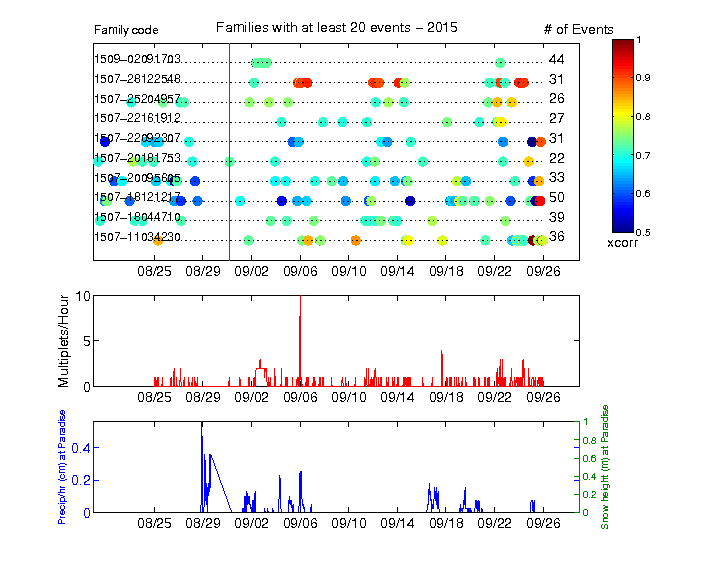 Family code
Families with at least 20 events − 2015
# of Events
1509−02091703 44
1507−28122548 31
1507−25204957 26
1507−22161912 27
1507−22092307 31
1507−20181753 22
1507−20095605 33
1507−18121217 50
1507−18044710 39
1507−11034230 36
08/25 08/29 09/02 09/06 09/10 09/14 09/18 09/22 09/26
1
0.9
0.8
0.7
0.6
0.5
xcorr
Multiplets/Hour
10
5
0
08/25 08/29 09/02 09/06 09/10 09/14 09/18 09/22 09/26
Precip/hr (cm) at Paradise
0.4
0.2
0
08/25 08/29 09/02 09/06 09/10 09/14 09/18 09/22 09/26
1
0.8
0.6
0.4
0.2
0
Snow height (m) at Paradise